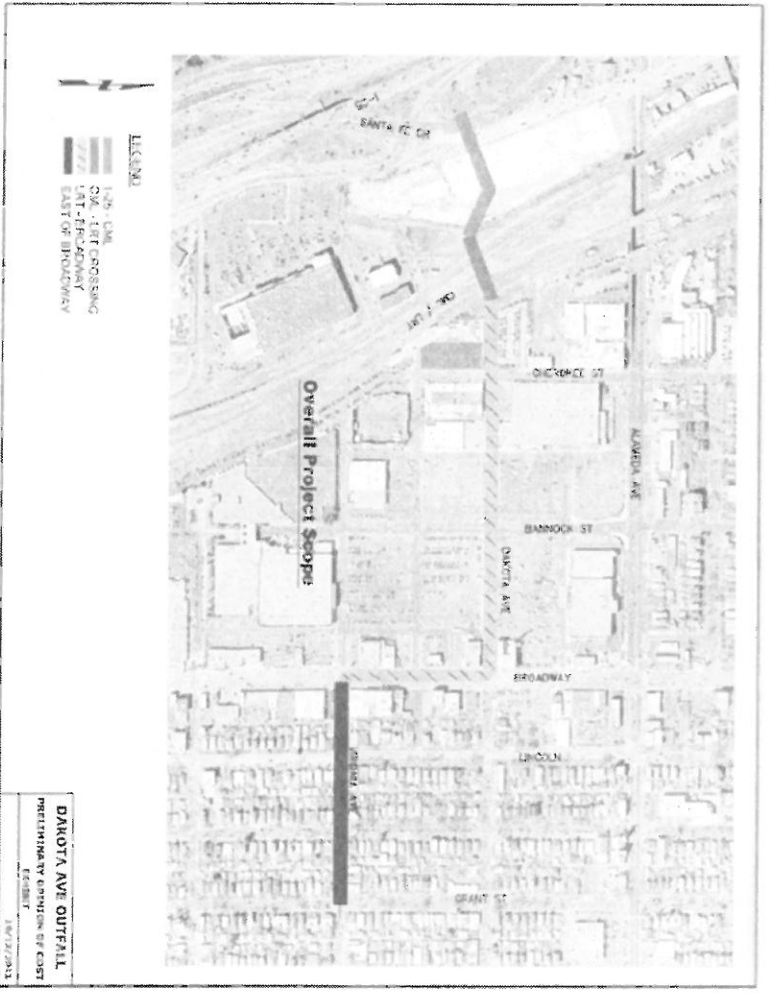 SANTA FE DR
CML / LRT
CHEROKEE ST
ALAMEDA AVE
BANNOCK ST
DAKOTA AVE
BROADWAY
LINCOLN
GRANT ST
Overall Project Scope
LEGEND
I-25 - CML
CML - LRT CROSSING
LRT - BROADWAY
EAST OF BROADWAY
DAKOTA AVE OUTFALL
PRELIMINARY OPINION OF COST
EXHIBIT